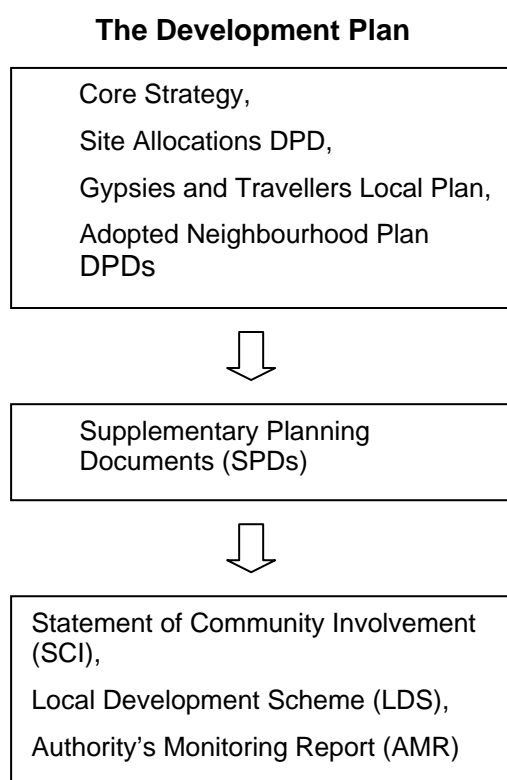 The Development Plan
Core Strategy,
Site Allocations DPD,
Gypsies and Travellers Local Plan,
Adopted Neighbourhood Plan
DPDs
Supplementary Planning
Documents (SPDs)
Statement of Community Involvement
(SCI),
Local Development Scheme (LDS),
Authority's Monitoring Report (AMR)